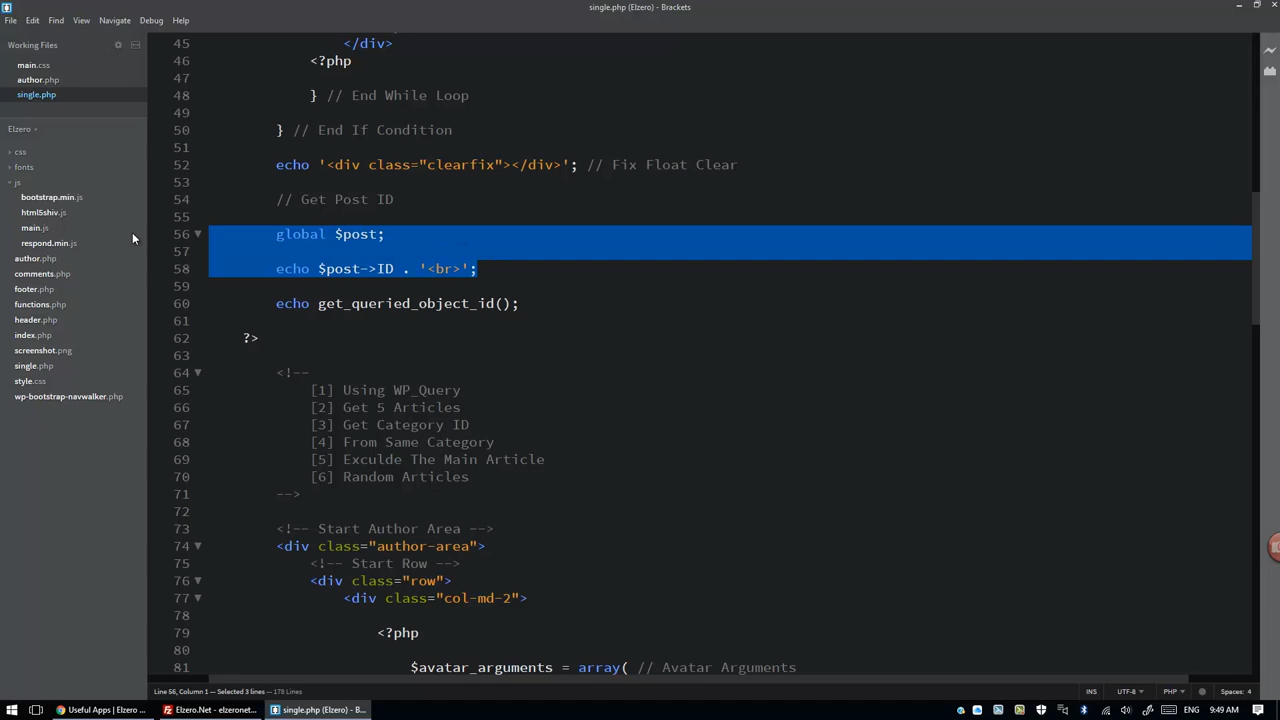 single.php (Elzero) - Brackets
File Edit Find View Navigate Debug Help
Working Files
main.css
author.php
single.php
Elzero
css
fonts
js
bootstrap.min.js
html5shiv.js
main.js
respond.min.js
author.php
comments.php
footer.php
functions.php
header.php
index.php
screenshot.png
single.php
style.css
wp-bootstrap-navwalker.php
45 </div>
46 <?php
47
48 } // End While Loop
49
50 } // End If Condition
51
52 echo '<div class="clearfix"></div>'; // Fix Float Clear
53
54 // Get Post ID
55
56 global $post;
57
58 echo $post->ID . '<br>';
59
60 echo get_queried_object_id();
61
62 ?>
63
64 <!--
65 [1] Using WP_Query
66 [2] Get 5 Articles
67 [3] Get Category ID
68 [4] From Same Category
69 [5] Exculde The Main Article
70 [6] Random Articles
71 -->
72
73 <!-- Start Author Area -->
74 <div class="author-area">
75 <!-- Start Row -->
76 <div class="row">
77 <div class="col-md-2">
78
79 <?php
80
81 $avatar_arguments = array( // Avatar Arguments
Line 56, Column 1 — Selected 3 lines — 178 Lines
INS UTF-8 PHP Spaces: 4
Useful Apps | Elzero ...
Elzero.Net - elzeronet...
single.php (Elzero) - B...
9:49 AM